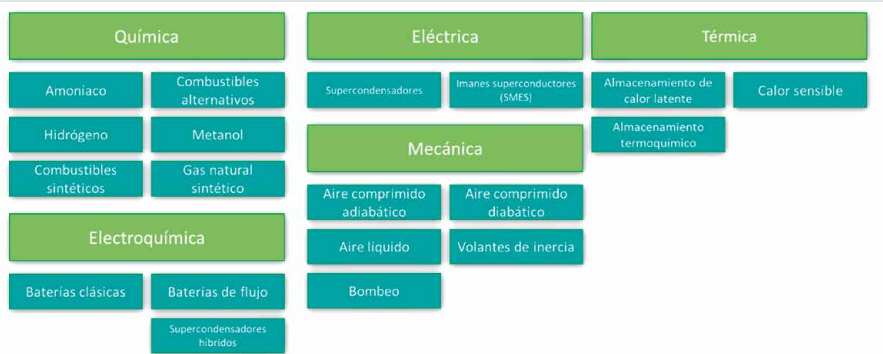 Química
Amoníaco
Combustibles
alternativos
Hidrógeno
Metanol
Combustibles
sintéticos
Gas natural
sintético
Electroquímica
Baterías clásicas
Baterías de flujo
Supercondensadores
híbridos
Eléctrica
Supercondensadores
Imanes superconductores
(SMES)
Mecánica
Aire comprimido
adiabático
Aire comprimido
diabático
Aire líquido
Volantes de inercia
Bombeo
Térmica
Almacenamiento de
calor latente
Calor sensible
Almacenamiento
termoquímico